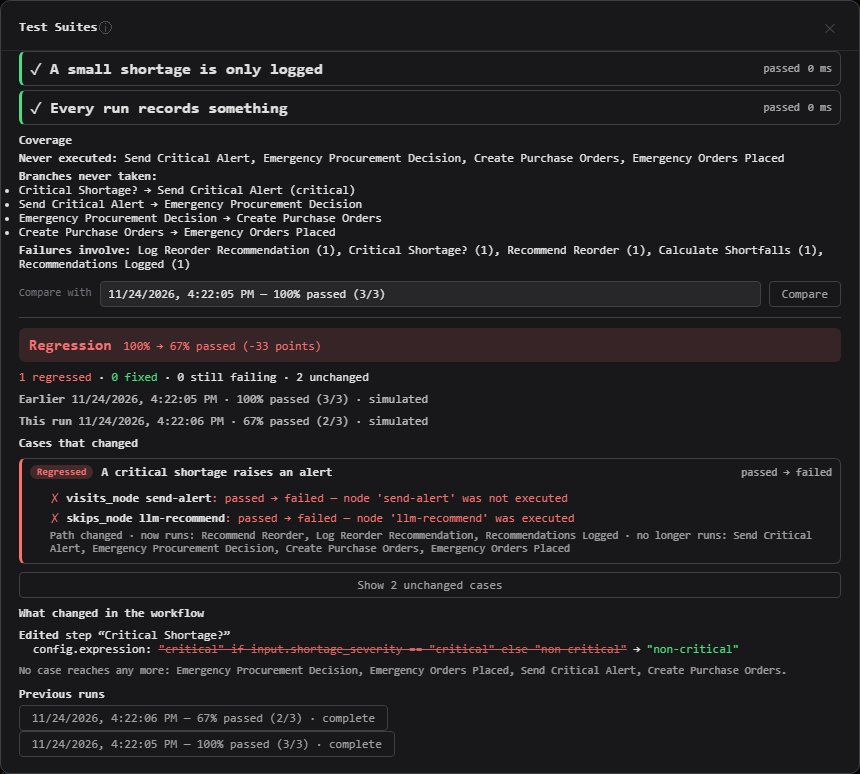 Test Suites ⓘ ×
✓ A small shortage is only logged passed 0 ms
✓ Every run records something passed 0 ms
Coverage
Never executed: Send Critical Alert, Emergency Procurement Decision, Create Purchase Orders, Emergency Orders Placed
Branches never taken:
• Critical Shortage? → Send Critical Alert (critical)
• Send Critical Alert → Emergency Procurement Decision
• Emergency Procurement Decision → Create Purchase Orders
• Create Purchase Orders → Emergency Orders Placed
Failures involve: Log Reorder Recommendation (1), Critical Shortage? (1), Recommend Reorder (1), Calculate Shortfalls (1),
Recommendations Logged (1)
Compare with 11/24/2026, 4:22:05 PM — 100% passed (3/3) Compare
Regression 100% → 67% passed (-33 points)
1 regressed · 0 fixed · 0 still failing · 2 unchanged
Earlier 11/24/2026, 4:22:05 PM · 100% passed (3/3) · simulated
This run 11/24/2026, 4:22:06 PM · 67% passed (2/3) · simulated
Cases that changed
Regressed A critical shortage raises an alert passed → failed
✗ visits_node send-alert: passed → failed — node 'send-alert' was not executed
✗ skips_node llm-recommend: passed → failed — node 'llm-recommend' was executed
Path changed · now runs: Recommend Reorder, Log Reorder Recommendation, Recommendations Logged · no longer runs: Send Critical
Alert, Emergency Procurement Decision, Create Purchase Orders, Emergency Orders Placed
Show 2 unchanged cases
What changed in the workflow
Edited step “Critical Shortage?”
config.expression: "critical" if input.shortage_severity == "critical" else "non-critical" → "non-critical"
No case reaches any more: Emergency Procurement Decision, Emergency Orders Placed, Send Critical Alert, Create Purchase Orders.
Previous runs
11/24/2026, 4:22:06 PM — 67% passed (2/3) · complete
11/24/2026, 4:22:05 PM — 100% passed (3/3) · complete